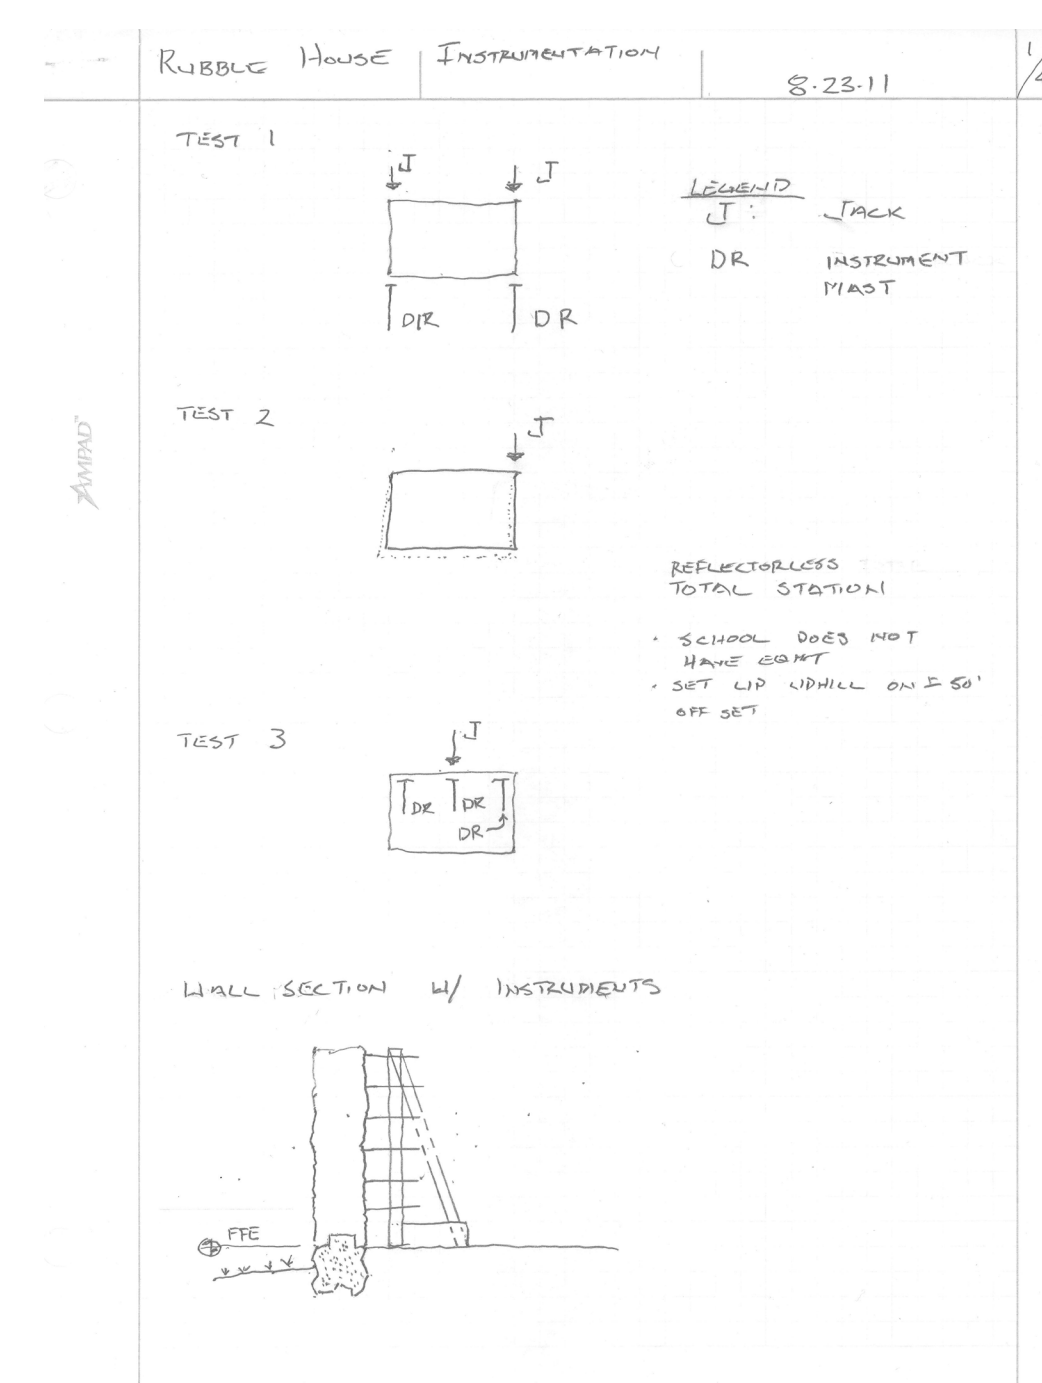 RUBBLE HOUSE
INSTRUMENTATION
8.23.11
1/
TEST 1
J
J
LEGEND
J: JACK
DR INSTRUMENT
MAST
DR
DR
TEST 2
J
AMPAD™
REFLECTORLESS
TOTAL STATION
· SCHOOL DOES NOT
HAVE EQMT
· SET UP UPHILL ON ± 50'
OFF SET
TEST 3
J
DR
DR
DR
WALL SECTION W/ INSTRUMENTS
FFE